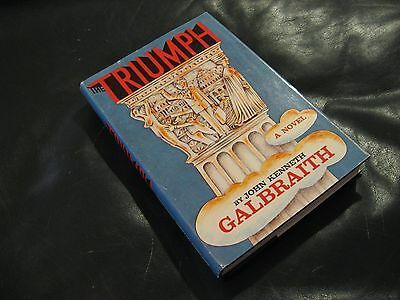 THE
TRIUMPH
A NOVEL
BY JOHN KENNETH
GALBRAITH